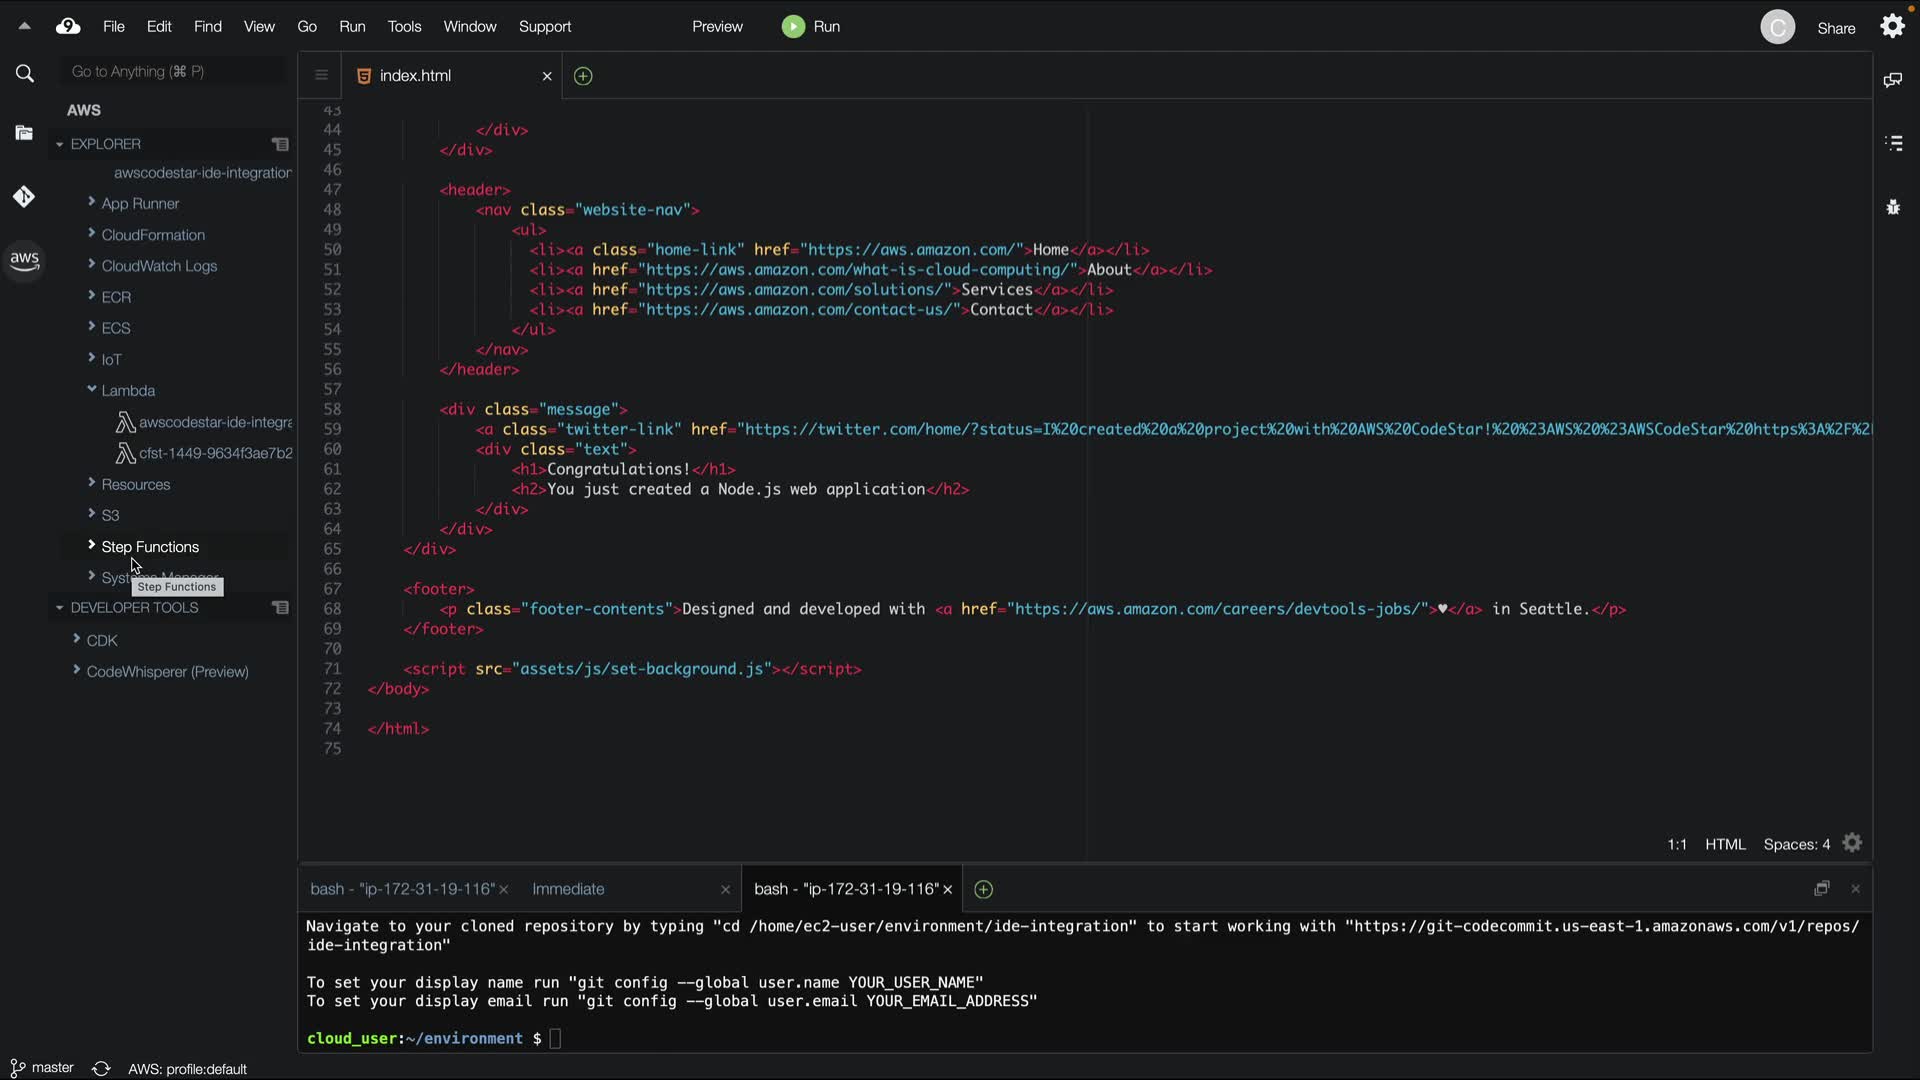 File Edit Find View Go Run Tools Window Support Preview Run C Share
Go to Anything (⌘ P)
AWS
EXPLORER
awscodestar-ide-integration
App Runner
CloudFormation
CloudWatch Logs
ECR
ECS
IoT
Lambda
awscodestar-ide-integra
cfst-1449-9634f3ae7b2
Resources
S3
Step Functions
Step Functions
DEVELOPER TOOLS
CDK
CodeWhisperer (Preview)
aws
index.html
43
44 </div>
45 </div>
46
47 <header>
48 <nav class="website-nav">
49 <ul>
50 <li><a class="home-link" href="https://aws.amazon.com/">Home</a></li>
51 <li><a href="https://aws.amazon.com/what-is-cloud-computing/">About</a></li>
52 <li><a href="https://aws.amazon.com/solutions/">Services</a></li>
53 <li><a href="https://aws.amazon.com/contact-us/">Contact</a></li>
54 </ul>
55 </nav>
56 </header>
57
58 <div class="message">
59 <a class="twitter-link" href="https://twitter.com/home/?status=I%20created%20a%20project%20with%20AWS%20CodeStar!%20%23AWS%20%23AWSCodeStar%20https%3A%2F%2
60 <div class="text">
61 <h1>Congratulations!</h1>
62 <h2>You just created a Node.js web application</h2>
63 </div>
64 </div>
65 </div>
66
67 <footer>
68 <p class="footer-contents">Designed and developed with <a href="https://aws.amazon.com/careers/devtools-jobs/">♥</a> in Seattle.</p>
69 </footer>
70
71 <script src="assets/js/set-background.js"></script>
72 </body>
73
74 </html>
75
1:1 HTML Spaces: 4
bash - "ip-172-31-19-116" Immediate bash - "ip-172-31-19-116"
Navigate to your cloned repository by typing "cd /home/ec2-user/environment/ide-integration" to start working with "https://git-codecommit.us-east-1.amazonaws.com/v1/repos/
ide-integration"
To set your display name run "git config --global user.name YOUR_USER_NAME"
To set your display email run "git config --global user.email YOUR_EMAIL_ADDRESS"
cloud_user:~/environment $
master AWS: profile:default